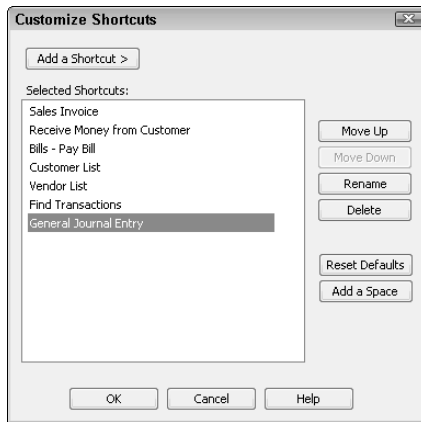 Customize Shortcuts
Add a Shortcut >
Selected Shortcuts:
Sales Invoice
Receive Money from Customer
Bills - Pay Bill
Customer List
Vendor List
Find Transactions
General Journal Entry
Move Up
Move Down
Rename
Delete
Reset Defaults
Add a Space
OK
Cancel
Help